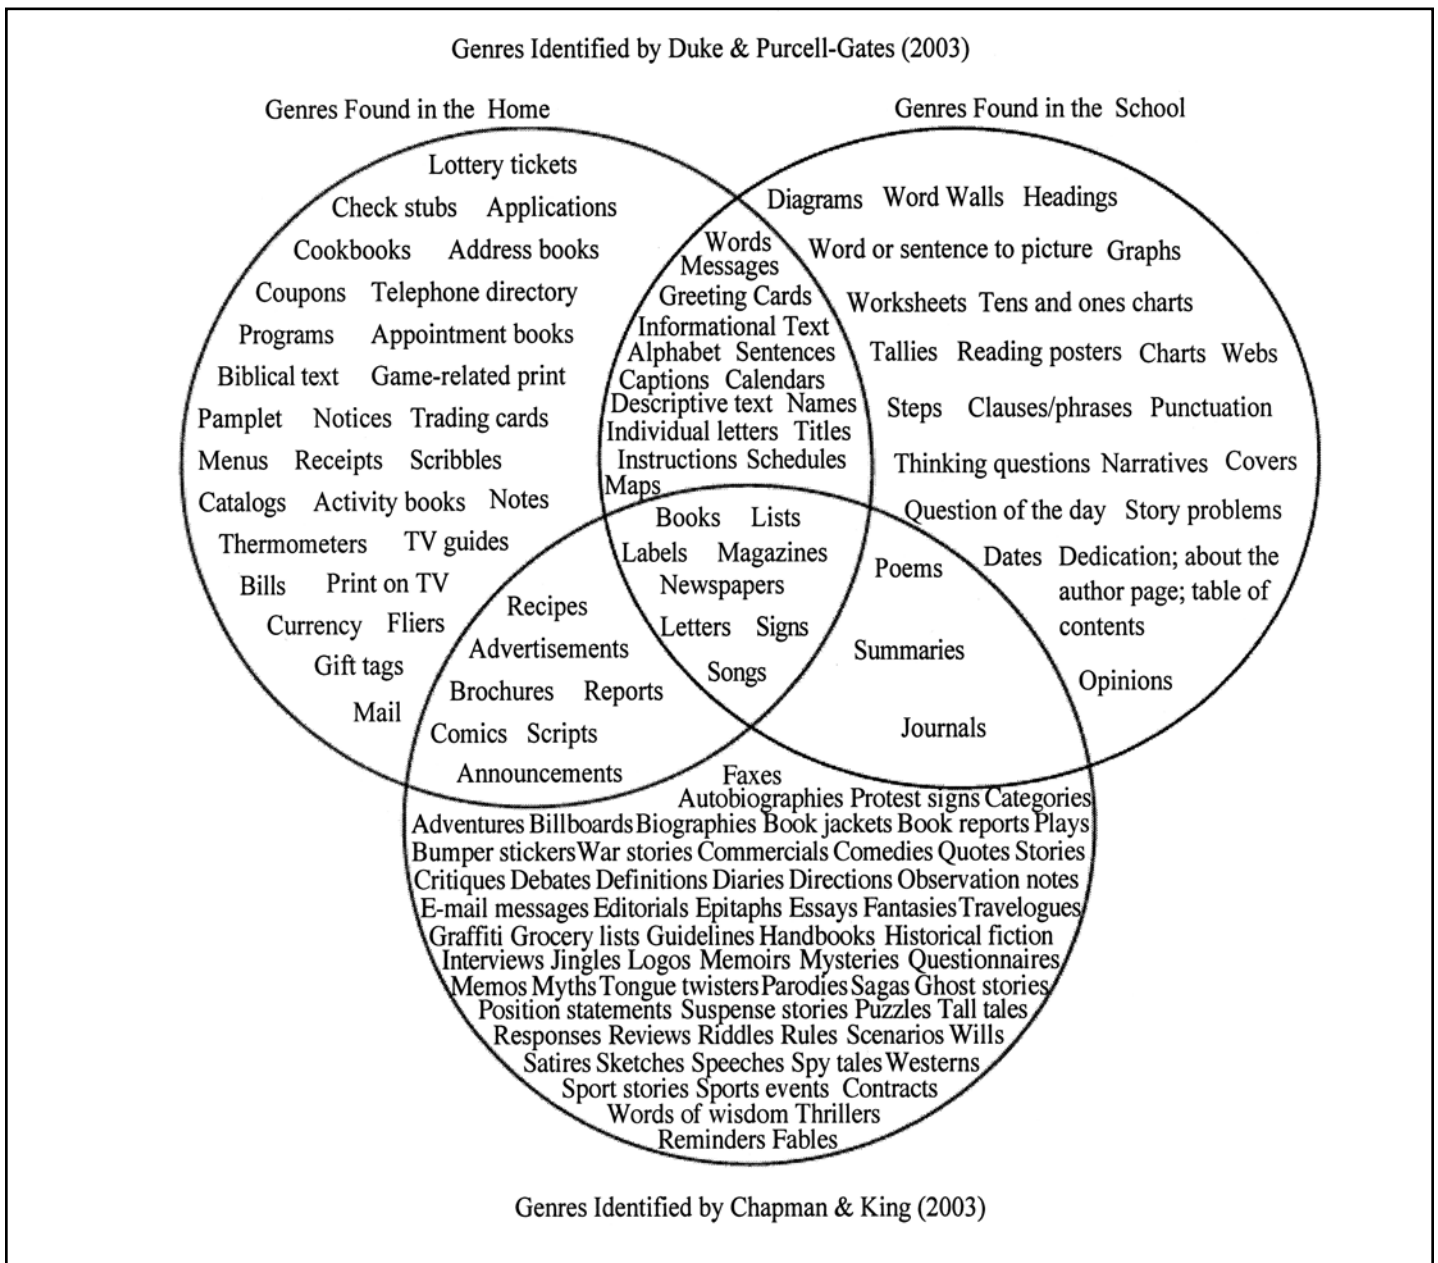 Genres Identified by Duke & Purcell-Gates (2003)
Genres Found in the Home
Genres Found in the School
Lottery tickets
Check stubs Applications
Cookbooks Address books
Coupons Telephone directory
Programs Appointment books
Biblical text Game-related print
Pamplet Notices Trading cards
Menus Receipts Scribbles
Catalogs Activity books Notes
Thermometers TV guides
Bills Print on TV
Currency Fliers
Gift tags
Mail
Words
Messages
Greeting Cards
Informational Text
Alphabet Sentences
Captions Calendars
Descriptive text Names
Individual letters Titles
Instructions Schedules
Maps
Diagrams Word Walls Headings
Word or sentence to picture Graphs
Worksheets Tens and ones charts
Tallies Reading posters Charts Webs
Steps Clauses/phrases Punctuation
Thinking questions Narratives Covers
Question of the day Story problems
Dates Dedication; about the
author page; table of
contents
Opinions
Books Lists
Labels Magazines
Newspapers
Letters Signs
Songs
Recipes
Advertisements
Brochures Reports
Comics Scripts
Announcements
Poems
Summaries
Journals
Faxes
Autobiographies Protest signs Categories
Adventures Billboards Biographies Book jackets Book reports Plays
Bumper stickers War stories Commercials Comedies Quotes Stories
Critiques Debates Definitions Diaries Directions Observation notes
E-mail messages Editorials Epitaphs Essays Fantasies Travelogues
Graffiti Grocery lists Guidelines Handbooks Historical fiction
Interviews Jingles Logos Memoirs Mysteries Questionnaires
Memos Myths Tongue twisters Parodies Sagas Ghost stories
Position statements Suspense stories Puzzles Tall tales
Responses Reviews Riddles Rules Scenarios Wills
Satires Sketches Speeches Spy tales Westerns
Sport stories Sports events Contracts
Words of wisdom Thrillers
Reminders Fables
Genres Identified by Chapman & King (2003)